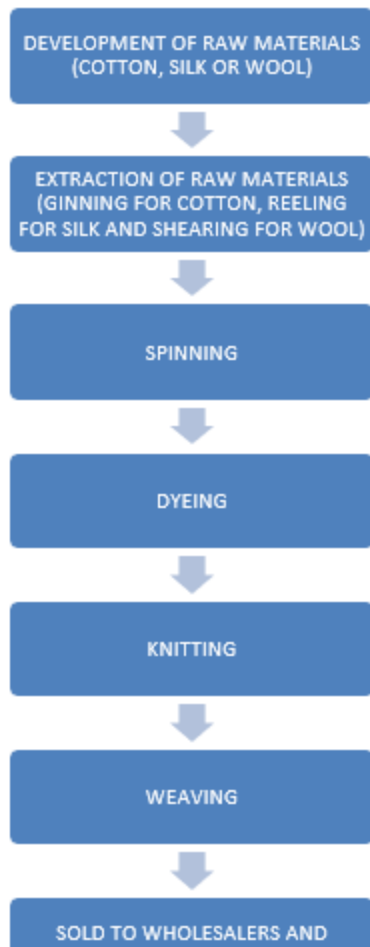 DEVELOPMENT OF RAW MATERIALS
(COTTON, SILK OR WOOL)
EXTRACTION OF RAW MATERIALS
(GINNING FOR COTTON, REELING
FOR SILK AND SHEARING FOR WOOL)
SPINNING
DYEING
KNITTING
WEAVING
SOLD TO WHOLESALERS AND